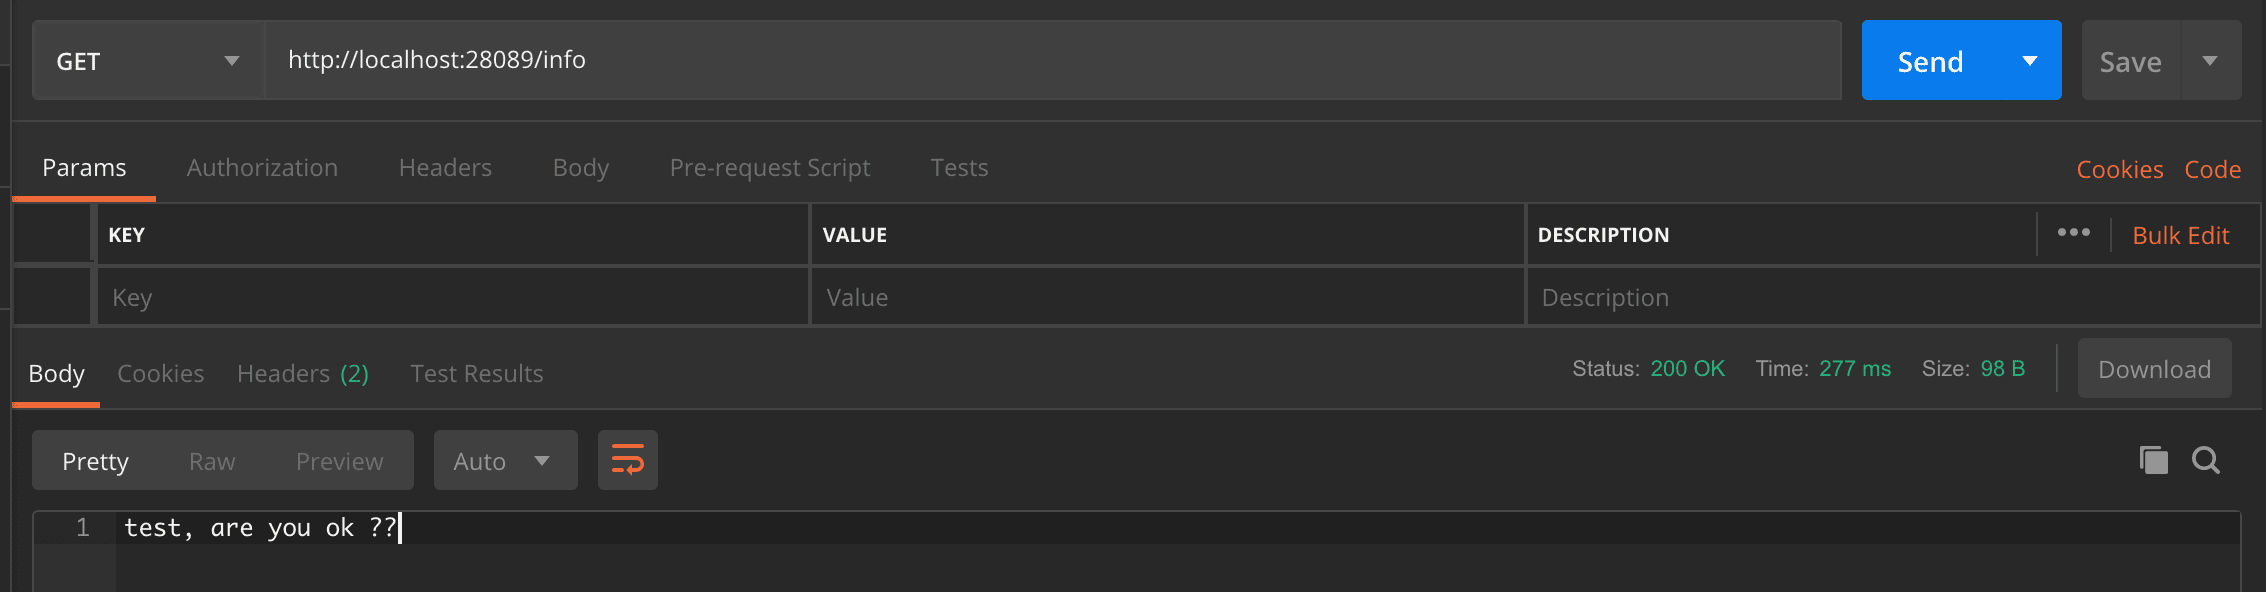 GET http://localhost:28089/info Send Save
Params Authorization Headers Body Pre-request Script Tests Cookies Code
KEY VALUE DESCRIPTION ••• Bulk Edit
Key Value Description
Body Cookies Headers (2) Test Results Status: 200 OK Time: 277 ms Size: 98 B Download
Pretty Raw Preview Auto
1 test, are you ok ??